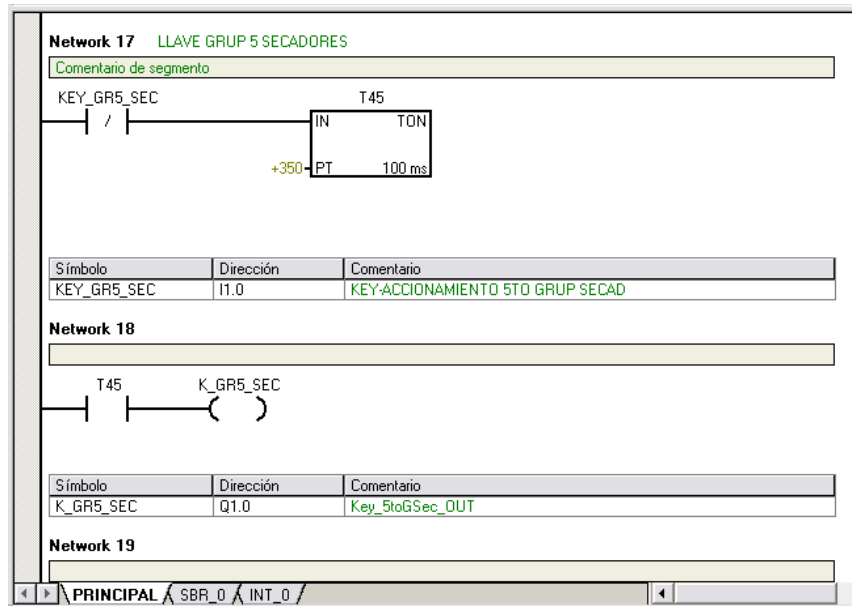 Network 17 LLAVE GRUP 5 SECADORES
Comentario de segmento
KEY_GR5_SEC T45
/ IN TON
+350 PT 100 ms
Símbolo Dirección Comentario
KEY_GR5_SEC I1.0 KEY-ACCIONAMIENTO 5TO GRUP SECAD
Network 18
T45 K_GR5_SEC
Símbolo Dirección Comentario
K_GR5_SEC Q1.0 Key_5toGSec_OUT
Network 19
PRINCIPAL SBR_0 INT_0